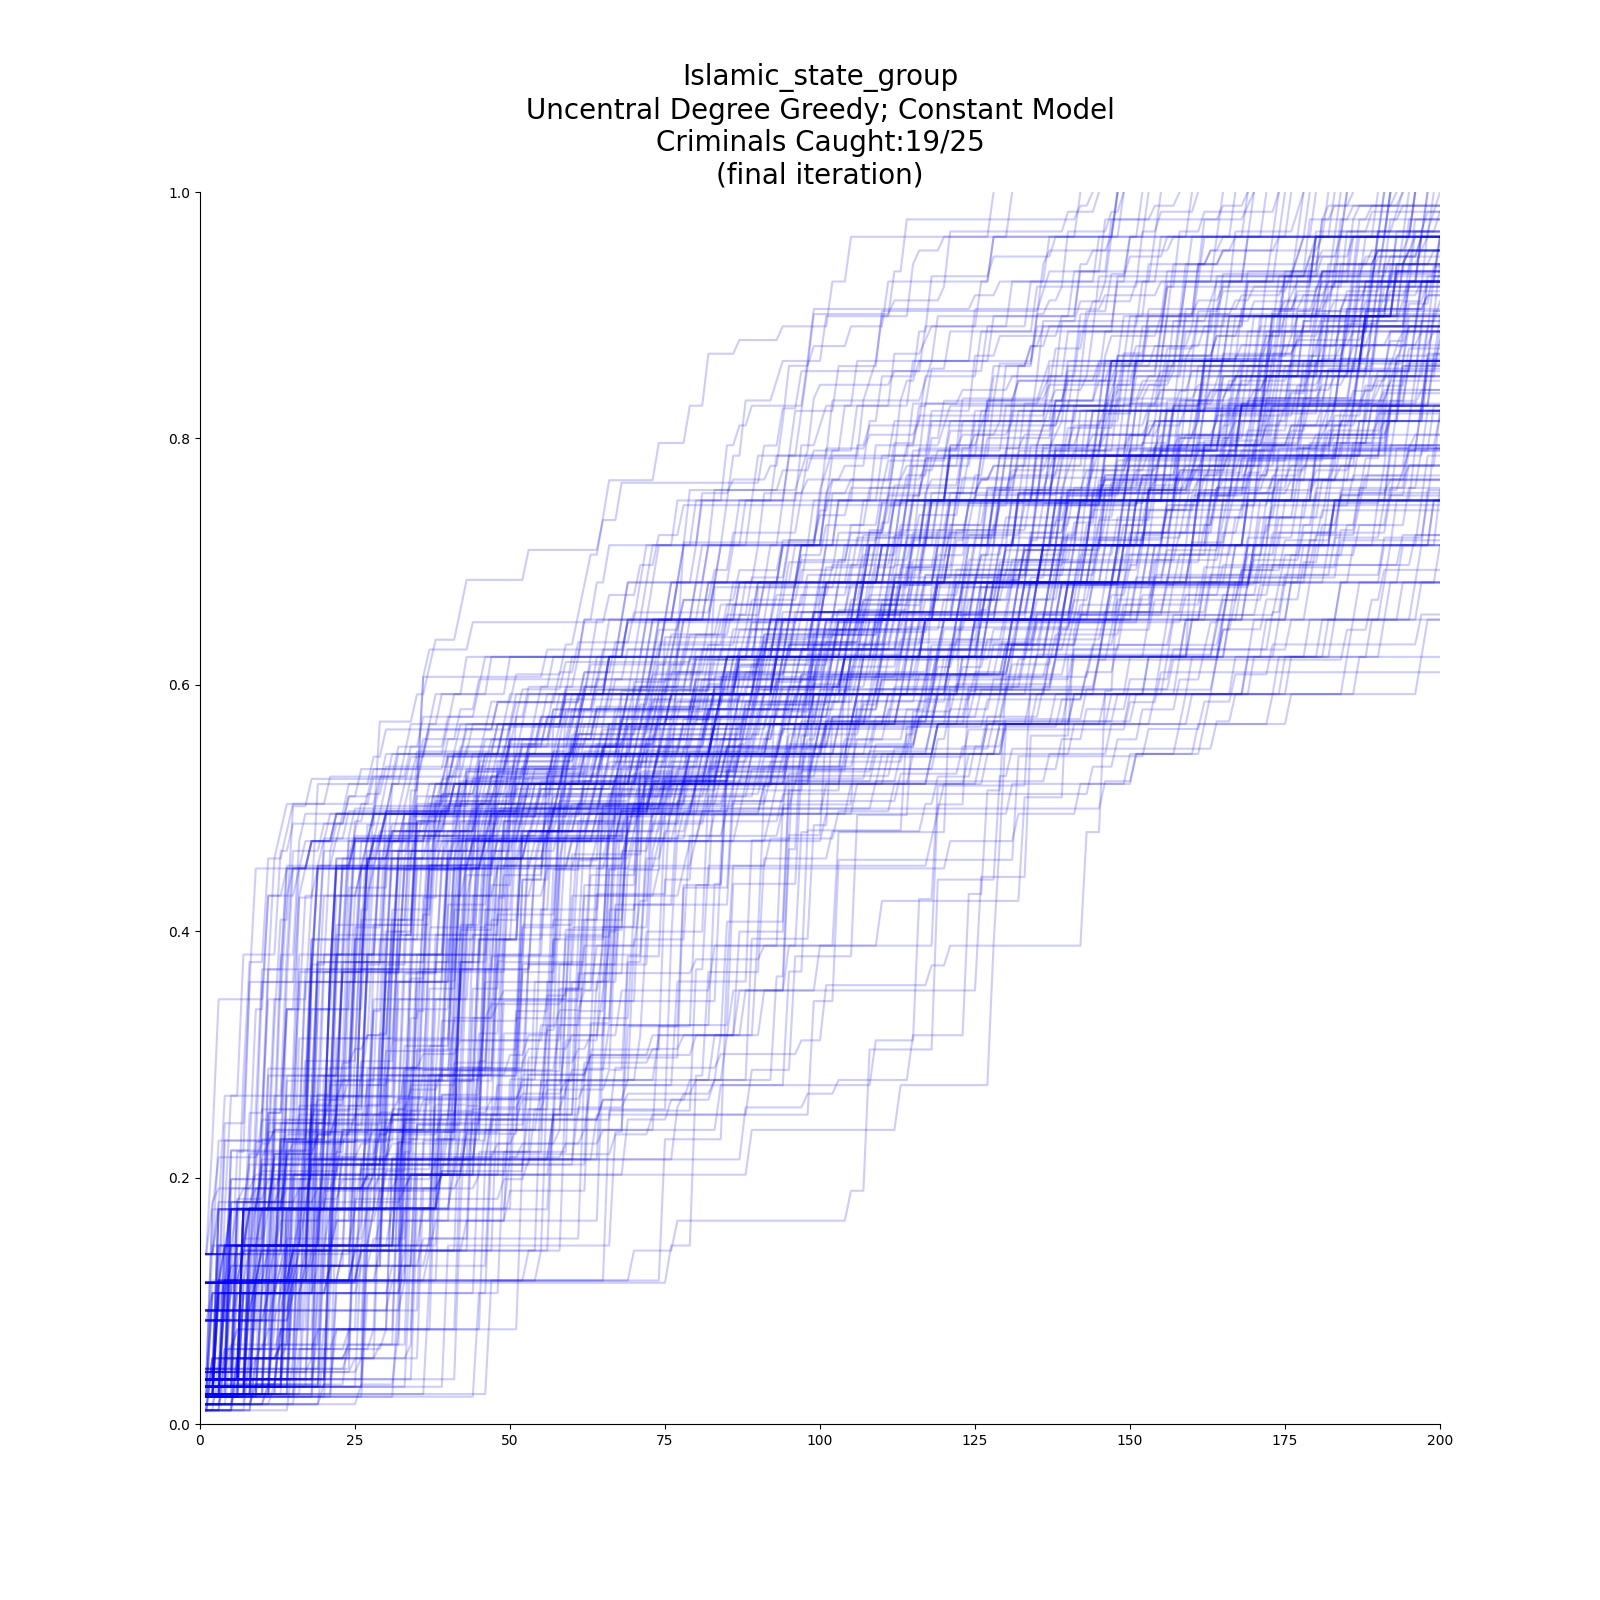 Islamic_state_group
Uncentral Degree Greedy; Constant Model
Criminals Caught:19/25
(final iteration)
1.0
0.8
0.6
0.4
0.2
0.0
0 25 50 75 100 125 150 175 200